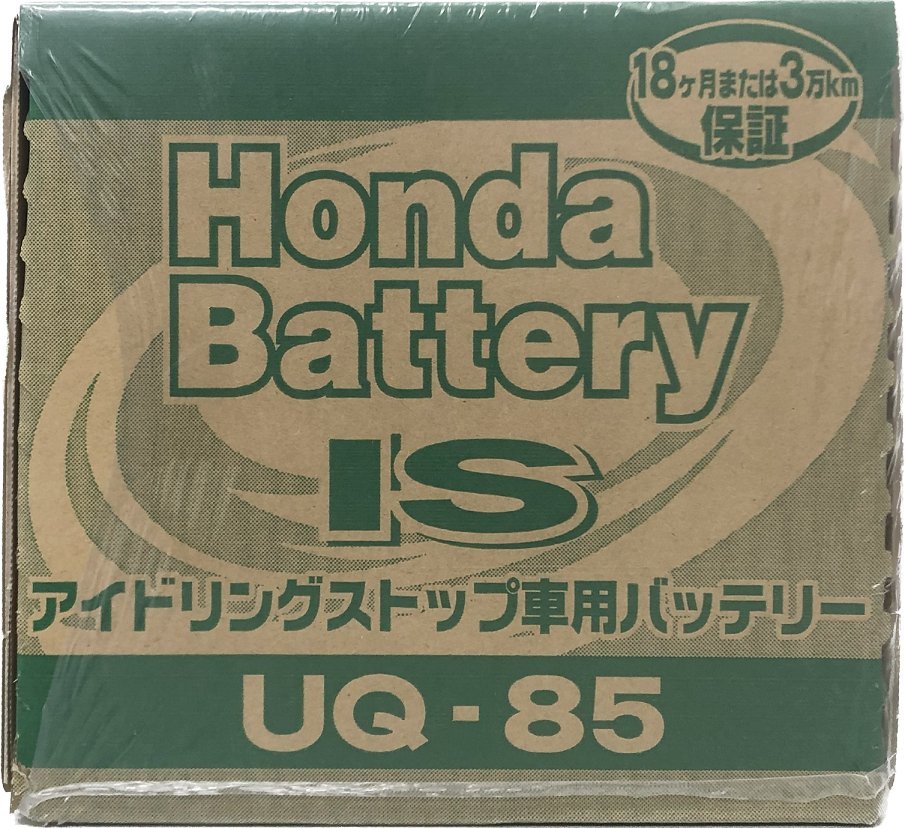 18ヶ月または3万km
保証
Honda
Battery
IS
アイドリングストップ車用バッテリー
UQ-85